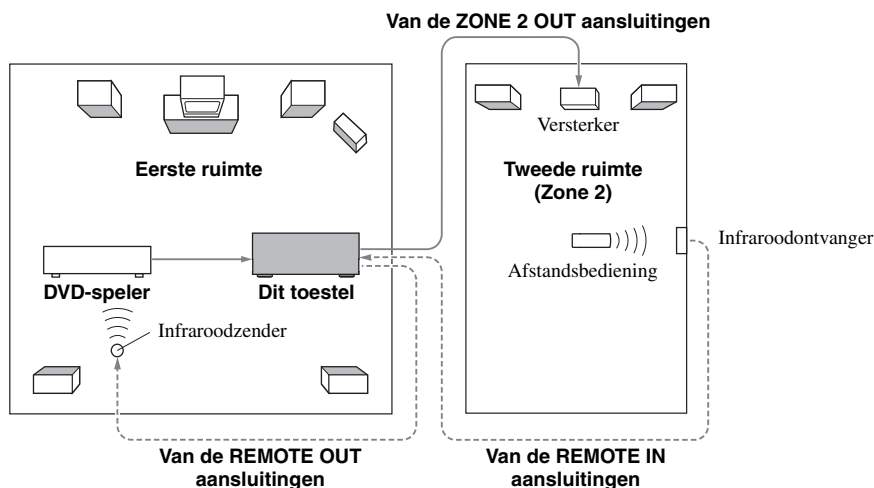 Van de ZONE 2 OUT aansluitingen
Versterker
Eerste ruimte
Tweede ruimte
(Zone 2)
Infraroodontvanger
Afstandsbediening
DVD-speler
Dit toestel
Infraroodzender
Van de REMOTE OUT
aansluitingen
Van de REMOTE IN
aansluitingen